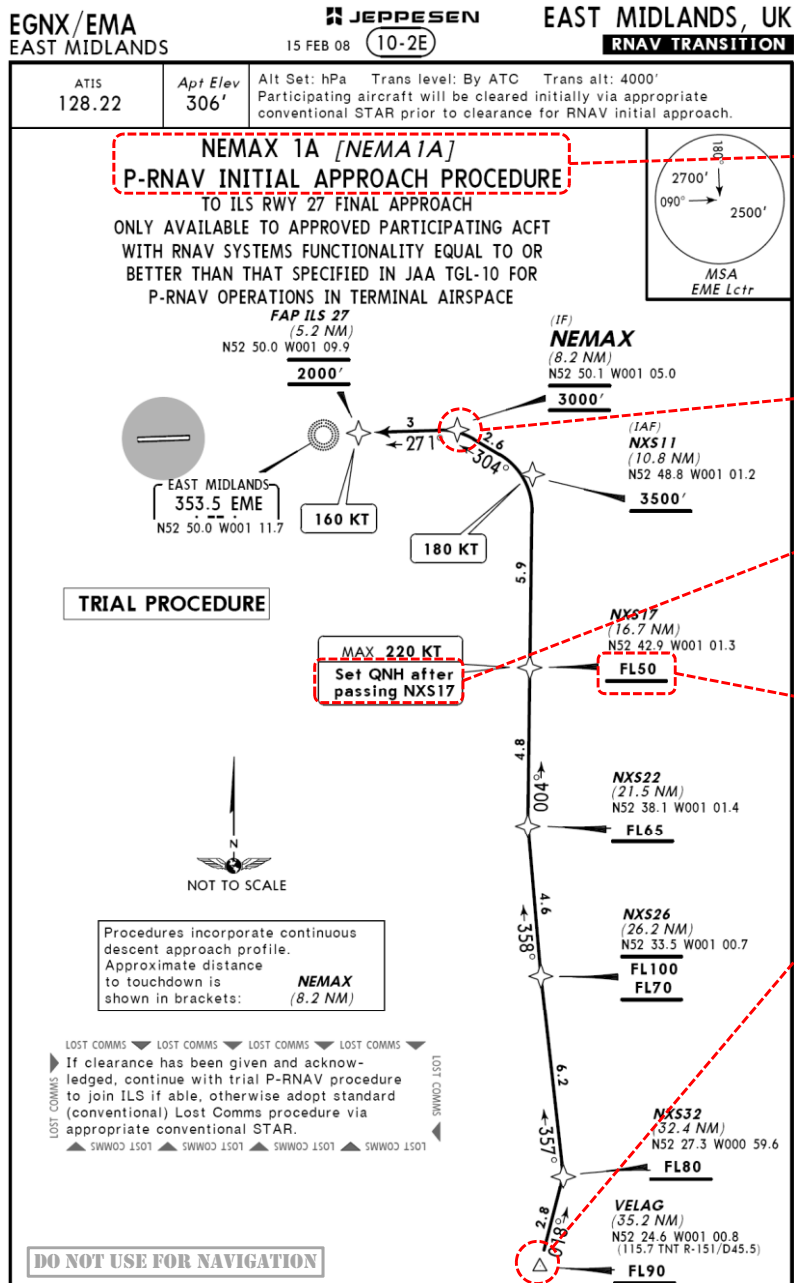 EGNX/EMA
EAST MIDLANDS
JEPPESEN
15 FEB 08
10-2E
EAST MIDLANDS, UK
RNAV TRANSITION
ATIS
128.22
Apt Elev
306'
Alt Set: hPa Trans level: By ATC Trans alt: 4000'
Participating aircraft will be cleared initially via appropriate
conventional STAR prior to clearance for RNAV initial approach.
NEMAX 1A [NEMA1A]
P-RNAV INITIAL APPROACH PROCEDURE
TO ILS RWY 27 FINAL APPROACH
ONLY AVAILABLE TO APPROVED PARTICIPATING ACFT
WITH RNAV SYSTEMS FUNCTIONALITY EQUAL TO OR
BETTER THAN THAT SPECIFIED IN JAA TGL-10 FOR
P-RNAV OPERATIONS IN TERMINAL AIRSPACE
180°
2700'
090°
2500'
MSA
EME Lctr
FAP ILS 27
(5.2 NM)
N52 50.0 W001 09.9
2000'
(IF)
NEMAX
(8.2 NM)
N52 50.1 W001 05.0
3000'
3
271°
2.6
304°
(IAF)
NXS11
(10.8 NM)
N52 48.8 W001 01.2
3500'
EAST MIDLANDS
353.5 EME
N52 50.0 W001 11.7
160 KT
180 KT
5.9
TRIAL PROCEDURE
NXS17
(16.7 NM)
N52 42.9 W001 01.3
FL50
MAX 220 KT
Set QNH after
passing NXS17
4.8
004°
NXS22
(21.5 NM)
N52 38.1 W001 01.4
FL65
N
NOT TO SCALE
4.6
358°
NXS26
(26.2 NM)
N52 33.5 W001 00.7
FL100
FL70
Procedures incorporate continuous
descent approach profile.
Approximate distance
to touchdown is
shown in brackets:
NEMAX
(8.2 NM)
LOST COMMS LOST COMMS LOST COMMS LOST COMMS
LOST COMMS
If clearance has been given and acknow-
ledged, continue with trial P-RNAV procedure
to join ILS if able, otherwise adopt standard
(conventional) Lost Comms procedure via
appropriate conventional STAR.
LOST COMMS
LOST COMMS LOST COMMS LOST COMMS LOST COMMS
6.2
357°
NXS32
(32.4 NM)
N52 27.3 W000 59.6
FL80
2.8
018°
VELAG
(35.2 NM)
N52 24.6 W001 00.8
(115.7 TNT R-151/D45.5)
FL90
DO NOT USE FOR NAVIGATION